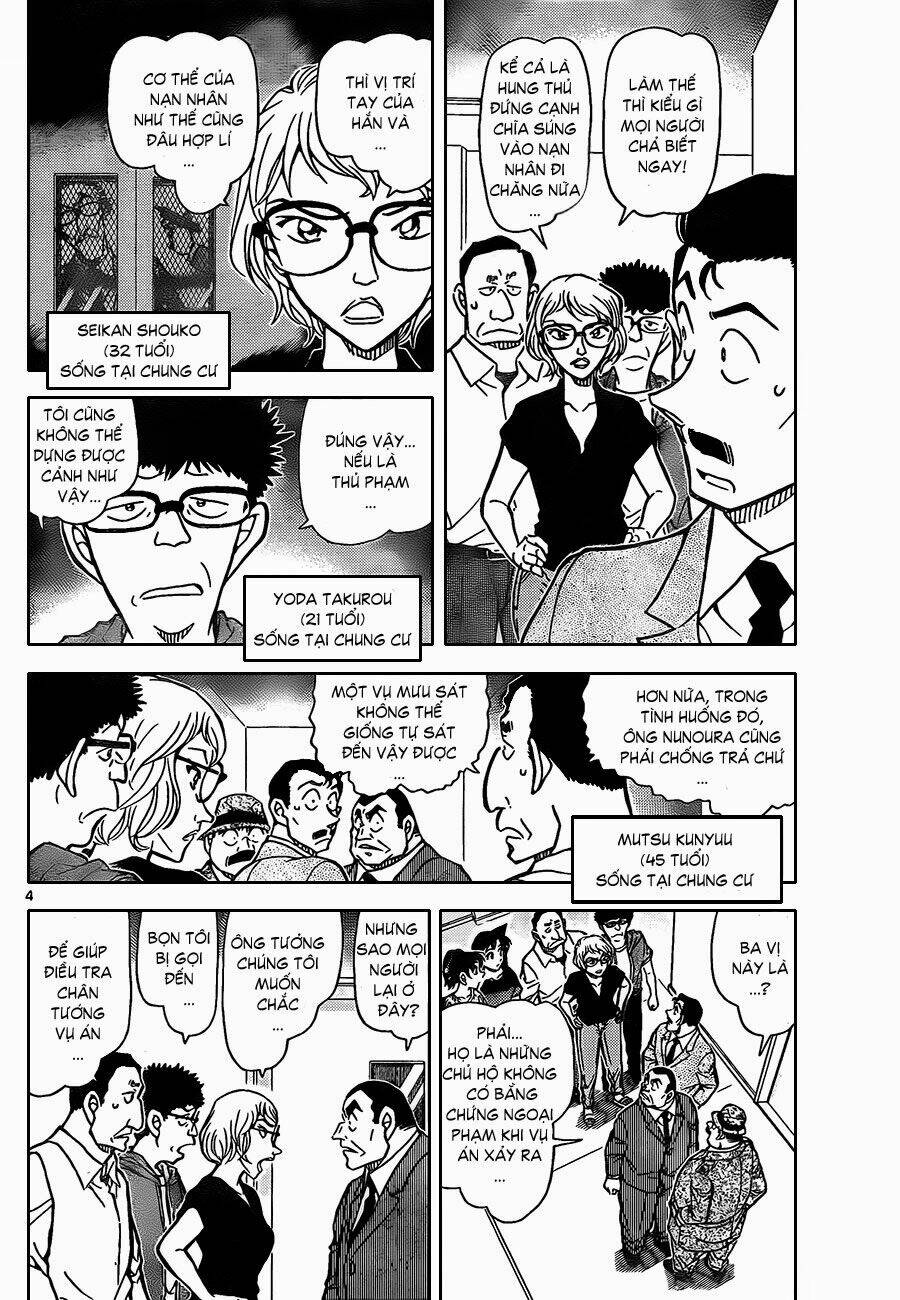 LÀM THẾ
THÌ KIỂU GÌ
MỌI NGƯỜI
CHẢ BIẾT
NGAY!
KỂ CẢ LÀ
HUNG THỦ
ĐỨNG CẠNH
CHĨA SÚNG
VÀO NẠN
NHÂN ĐI
CHĂNG NỮA
...
THÌ VỊ TRÍ
TAY CỦA
HẮN VÀ
CƠ THỂ CỦA
NẠN NHÂN
NHƯ THẾ CŨNG
ĐÂU HỢP LÍ
...
SEIKAN SHOUKO
(32 TUỔI)
SỐNG TẠI CHUNG CƯ
ĐÚNG VẬY...
NẾU LÀ
THỦ PHẠM
...
TÔI CŨNG
KHÔNG THỂ
DỰNG ĐƯỢC
CẢNH NHƯ
VẬY...
YODA TAKUROU
(21 TUỔI)
SỐNG TẠI CHUNG CƯ
HƠN NỮA, TRONG
TÌNH HUỐNG ĐÓ,
ÔNG NUNOURA CŨNG
PHẢI CHỐNG TRẢ CHỨ
...
MỘT VỤ MƯU SÁT
KHÔNG THỂ
GIỐNG TỰ SÁT
ĐẾN VẬY ĐƯỢC
...
MUTSU KUNYUU
(45 TUỔI)
SỐNG TẠI CHUNG CƯ
4
BA VỊ
NÀY LÀ
...?
PHẢI...
HỌ LÀ NHỮNG
CHỦ HỘ KHÔNG
CÓ BẰNG
CHỨNG NGOẠI
PHẠM KHI VỤ
ÁN XẢY RA
NHƯNG
SAO MỌI
NGƯỜI
LẠI Ở
ĐÂY?
ÔNG TƯỚNG
CHÚNG TÔI
MUỐN
CHẮC
...
BỌN TÔI
BỊ GỌI
ĐẾN
...
ĐỂ GIÚP
ĐIỀU TRA
CHÂN
TƯỚNG
VỤ ÁN
...